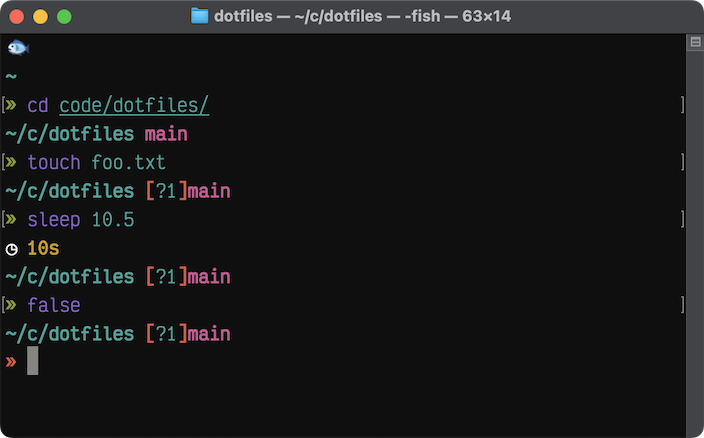 dotfiles — ~/c/dotfiles — -fish — 63×14
🐟
~
[» cd code/dotfiles/ ]
~/c/dotfiles main
[» touch foo.txt ]
~/c/dotfiles [?1]main
[» sleep 10.5 ]
◷ 10s
~/c/dotfiles [?1]main
[» false ]
~/c/dotfiles [?1]main
»